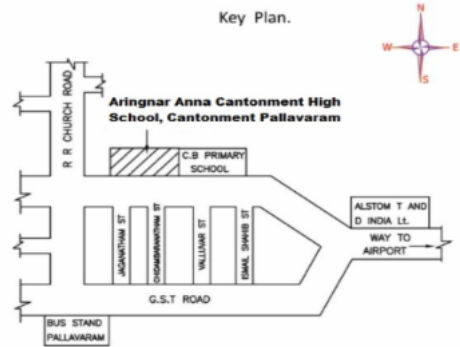 Key Plan.
N
W
E
S
R R CHURCH ROAD
Aringnar Anna Cantonment High
School, Cantonment Pallavaram
C.B PRIMARY
SCHOOL
ALSTOM T AND
D INDIA Lt.
WAY TO
AIRPORT
JAGANATHAM ST
CHIDAMBARANATHAM ST
VALLUVAR ST
ISMAIL SHAHIB ST
G.S.T ROAD
BUS STAND
PALLAVARAM